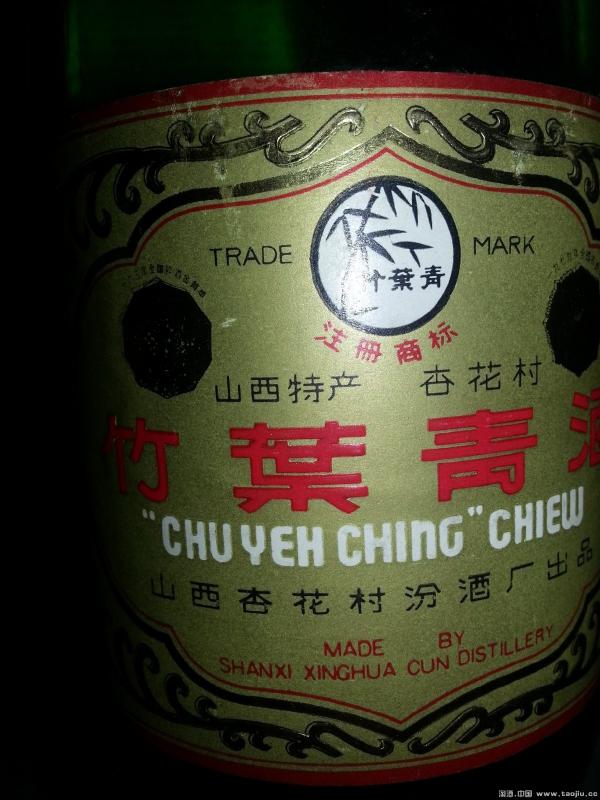 TRADE MARK
竹葉青
注冊商标
山西特产 杏花村
竹葉青酒
"CHU YEH CHING" CHIEW
山西杏花村汾酒厂出品
MADE BY
SHANXI XINGHUA CUN DISTILLERY
淘酒.中国 www.taojiu.cc